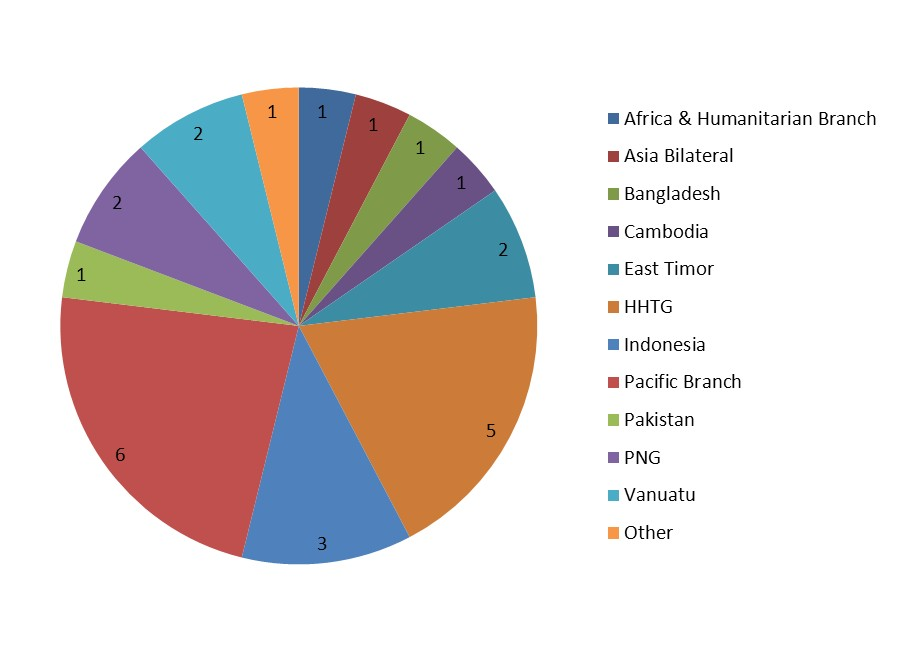 1
1
1
1
2
5
3
6
1
2
2
1
Africa & Humanitarian Branch
Asia Bilateral
Bangladesh
Cambodia
East Timor
HHTG
Indonesia
Pacific Branch
Pakistan
PNG
Vanuatu
Other